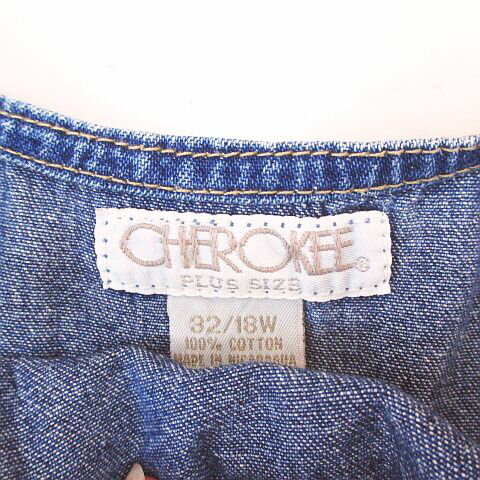 CHEROKEE®
PLUS SIZE
32/18W
100% COTTON
MADE IN NICARAGUA